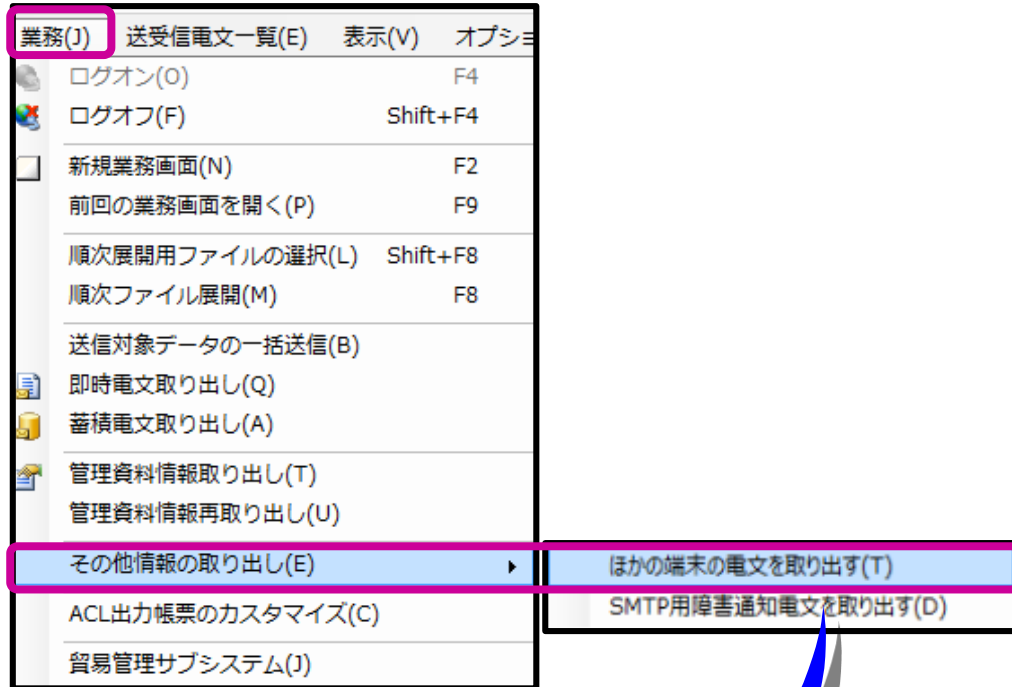 業務(J) 送受信電文一覧(E) 表示(V) オプショ
ログオン(O) F4
ログオフ(F) Shift+F4
新規業務画面(N) F2
前回の業務画面を開く(P) F9
順次展開用ファイルの選択(L) Shift+F8
順次ファイル展開(M) F8
送信対象データの一括送信(B)
即時電文取り出し(Q)
蓄積電文取り出し(A)
管理資料情報取り出し(T)
管理資料情報再取り出し(U)
その他情報の取り出し(E) ほかの端末の電文を取り出す(T)
SMTP用障害通知電文を取り出す(D)
ACL出力帳票のカスタマイズ(C)
貿易管理サブシステム(J)